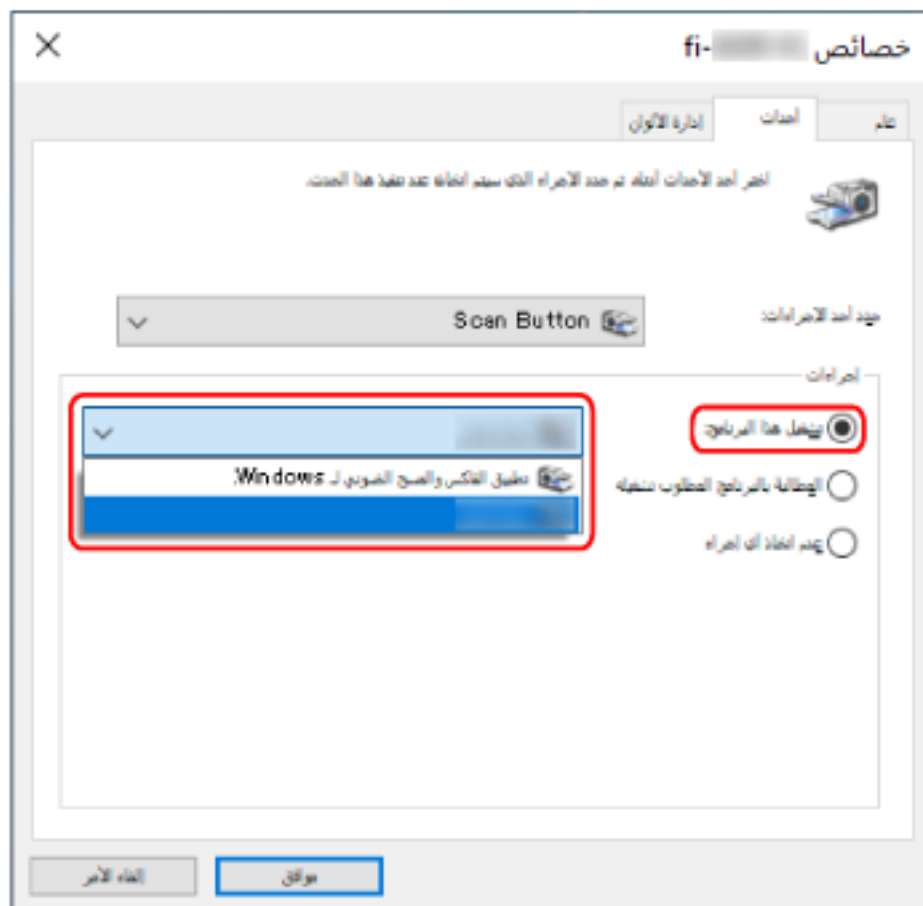 خصائص fi-
عام
أحداث
إدارة الألوان
اختر أحد الأحداث أدناه. ثم حدد الإجراء الذي سيتم اتخاذه عند تنفيذ هذا الحدث.
حدد أحد الإجراءات:
Scan Button
إجراءات
تشغيل هذا البرنامج:
تطبيق الفاكس والمسح الضوئي لـ Windows.
المطالبة بالبرنامج المطلوب تشغيله
عدم اتخاذ أي إجراء
موافق
إلغاء الأمر